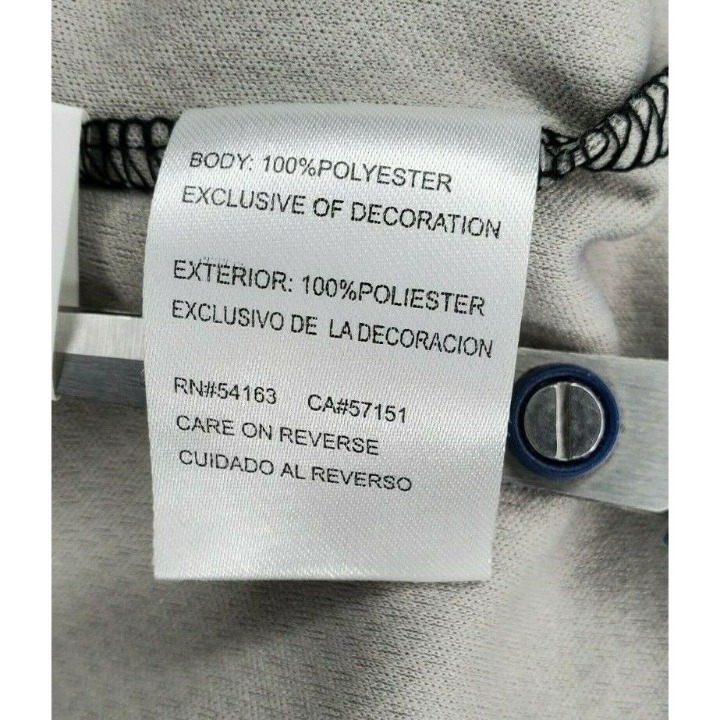 BODY: 100%POLYESTER
EXCLUSIVE OF DECORATION
EXTERIOR: 100%POLIESTER
EXCLUSIVO DE LA DECORACION
RN#54163 CA#57151
CARE ON REVERSE
CUIDADO AL REVERSO